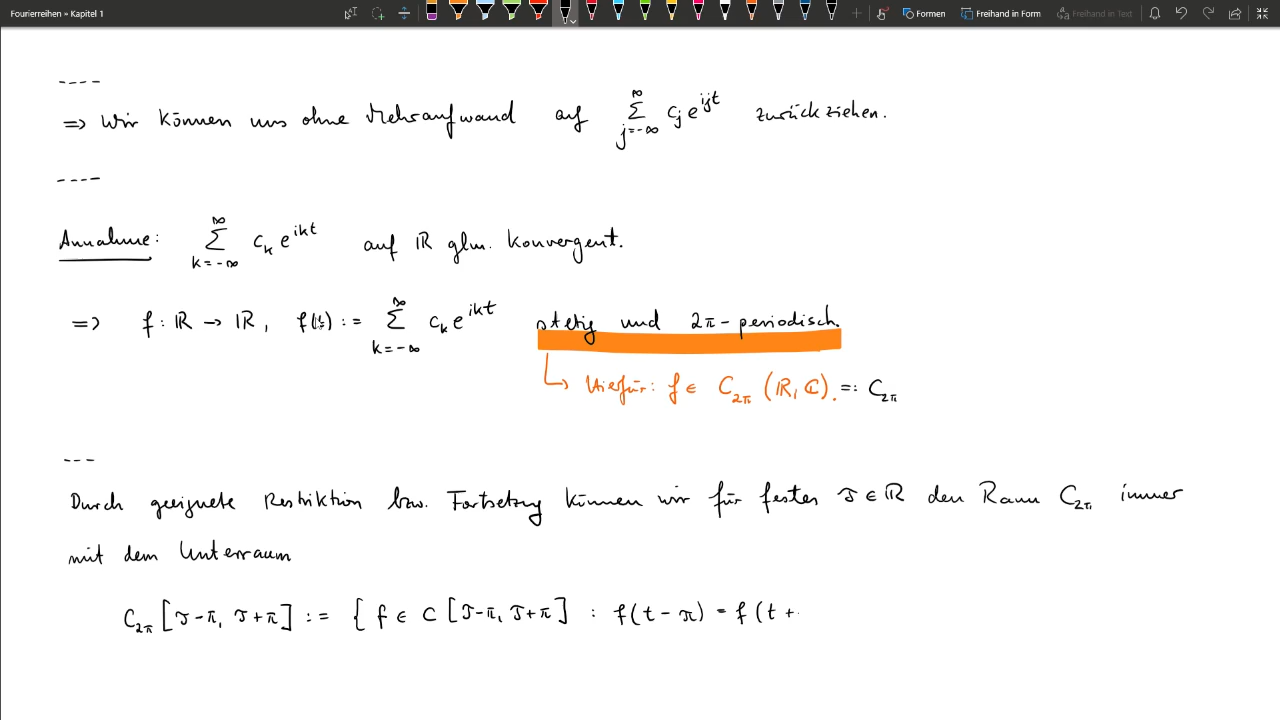 Fourierreihen » Kapitel 1
Formen Freihand in Form Freihand in Text
----
=> Wir können uns ohne Mehraufwand auf ∑_{j=-∞}^{∞} c_j e^{ijt} zurückziehen.
----
Annahme: ∑_{k=-∞}^{∞} c_k e^{ikt} auf ℝ glm. konvergent.
=> f: ℝ → ℝ, f(t) := ∑_{k=-∞}^{∞} c_k e^{ikt} stetig und 2π-periodisch.
↳ Hierfür: f ∈ C_{2π} (ℝ, ℂ). =: C_{2π}
---
Durch geeignete Restriktion bzw. Fortsetzung können wir für festes ϑ ∈ ℝ den Raum C_{2π} immer
mit dem Unterraum
C_{2π} [ϑ-π, ϑ+π] := { f ∈ C [ϑ-π, ϑ+π] : f(t - π) = f(t +